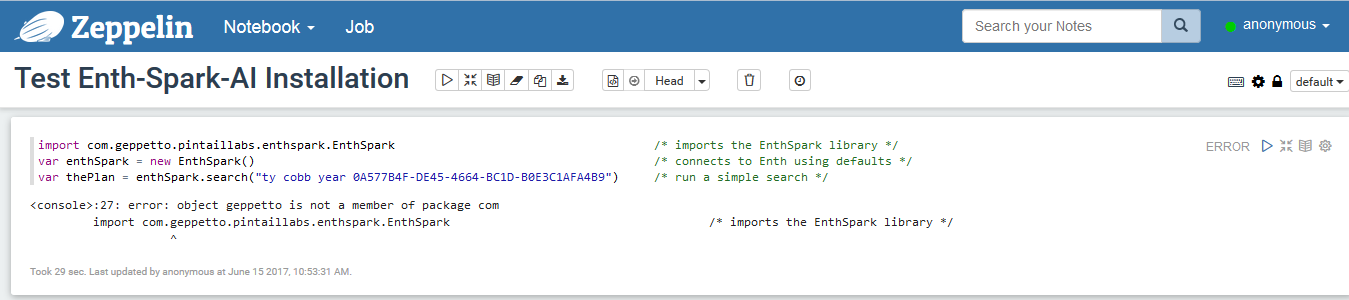 Zeppelin Notebook Job Search your Notes anonymous
Test Enth-Spark-AI Installation Head default
import com.geppetto.pintaillabs.enthspark.EnthSpark /* imports the EnthSpark library */ ERROR
var enthSpark = new EnthSpark() /* connects to Enth using defaults */
var thePlan = enthSpark.search("ty cobb year 0A577B4F-DE45-4664-BC1D-B0E3C1AFA4B9") /* run a simple search */
<console>:27: error: object geppetto is not a member of package com
import com.geppetto.pintaillabs.enthspark.EnthSpark /* imports the EnthSpark library */
^
Took 29 sec. Last updated by anonymous at June 15 2017, 10:53:31 AM.